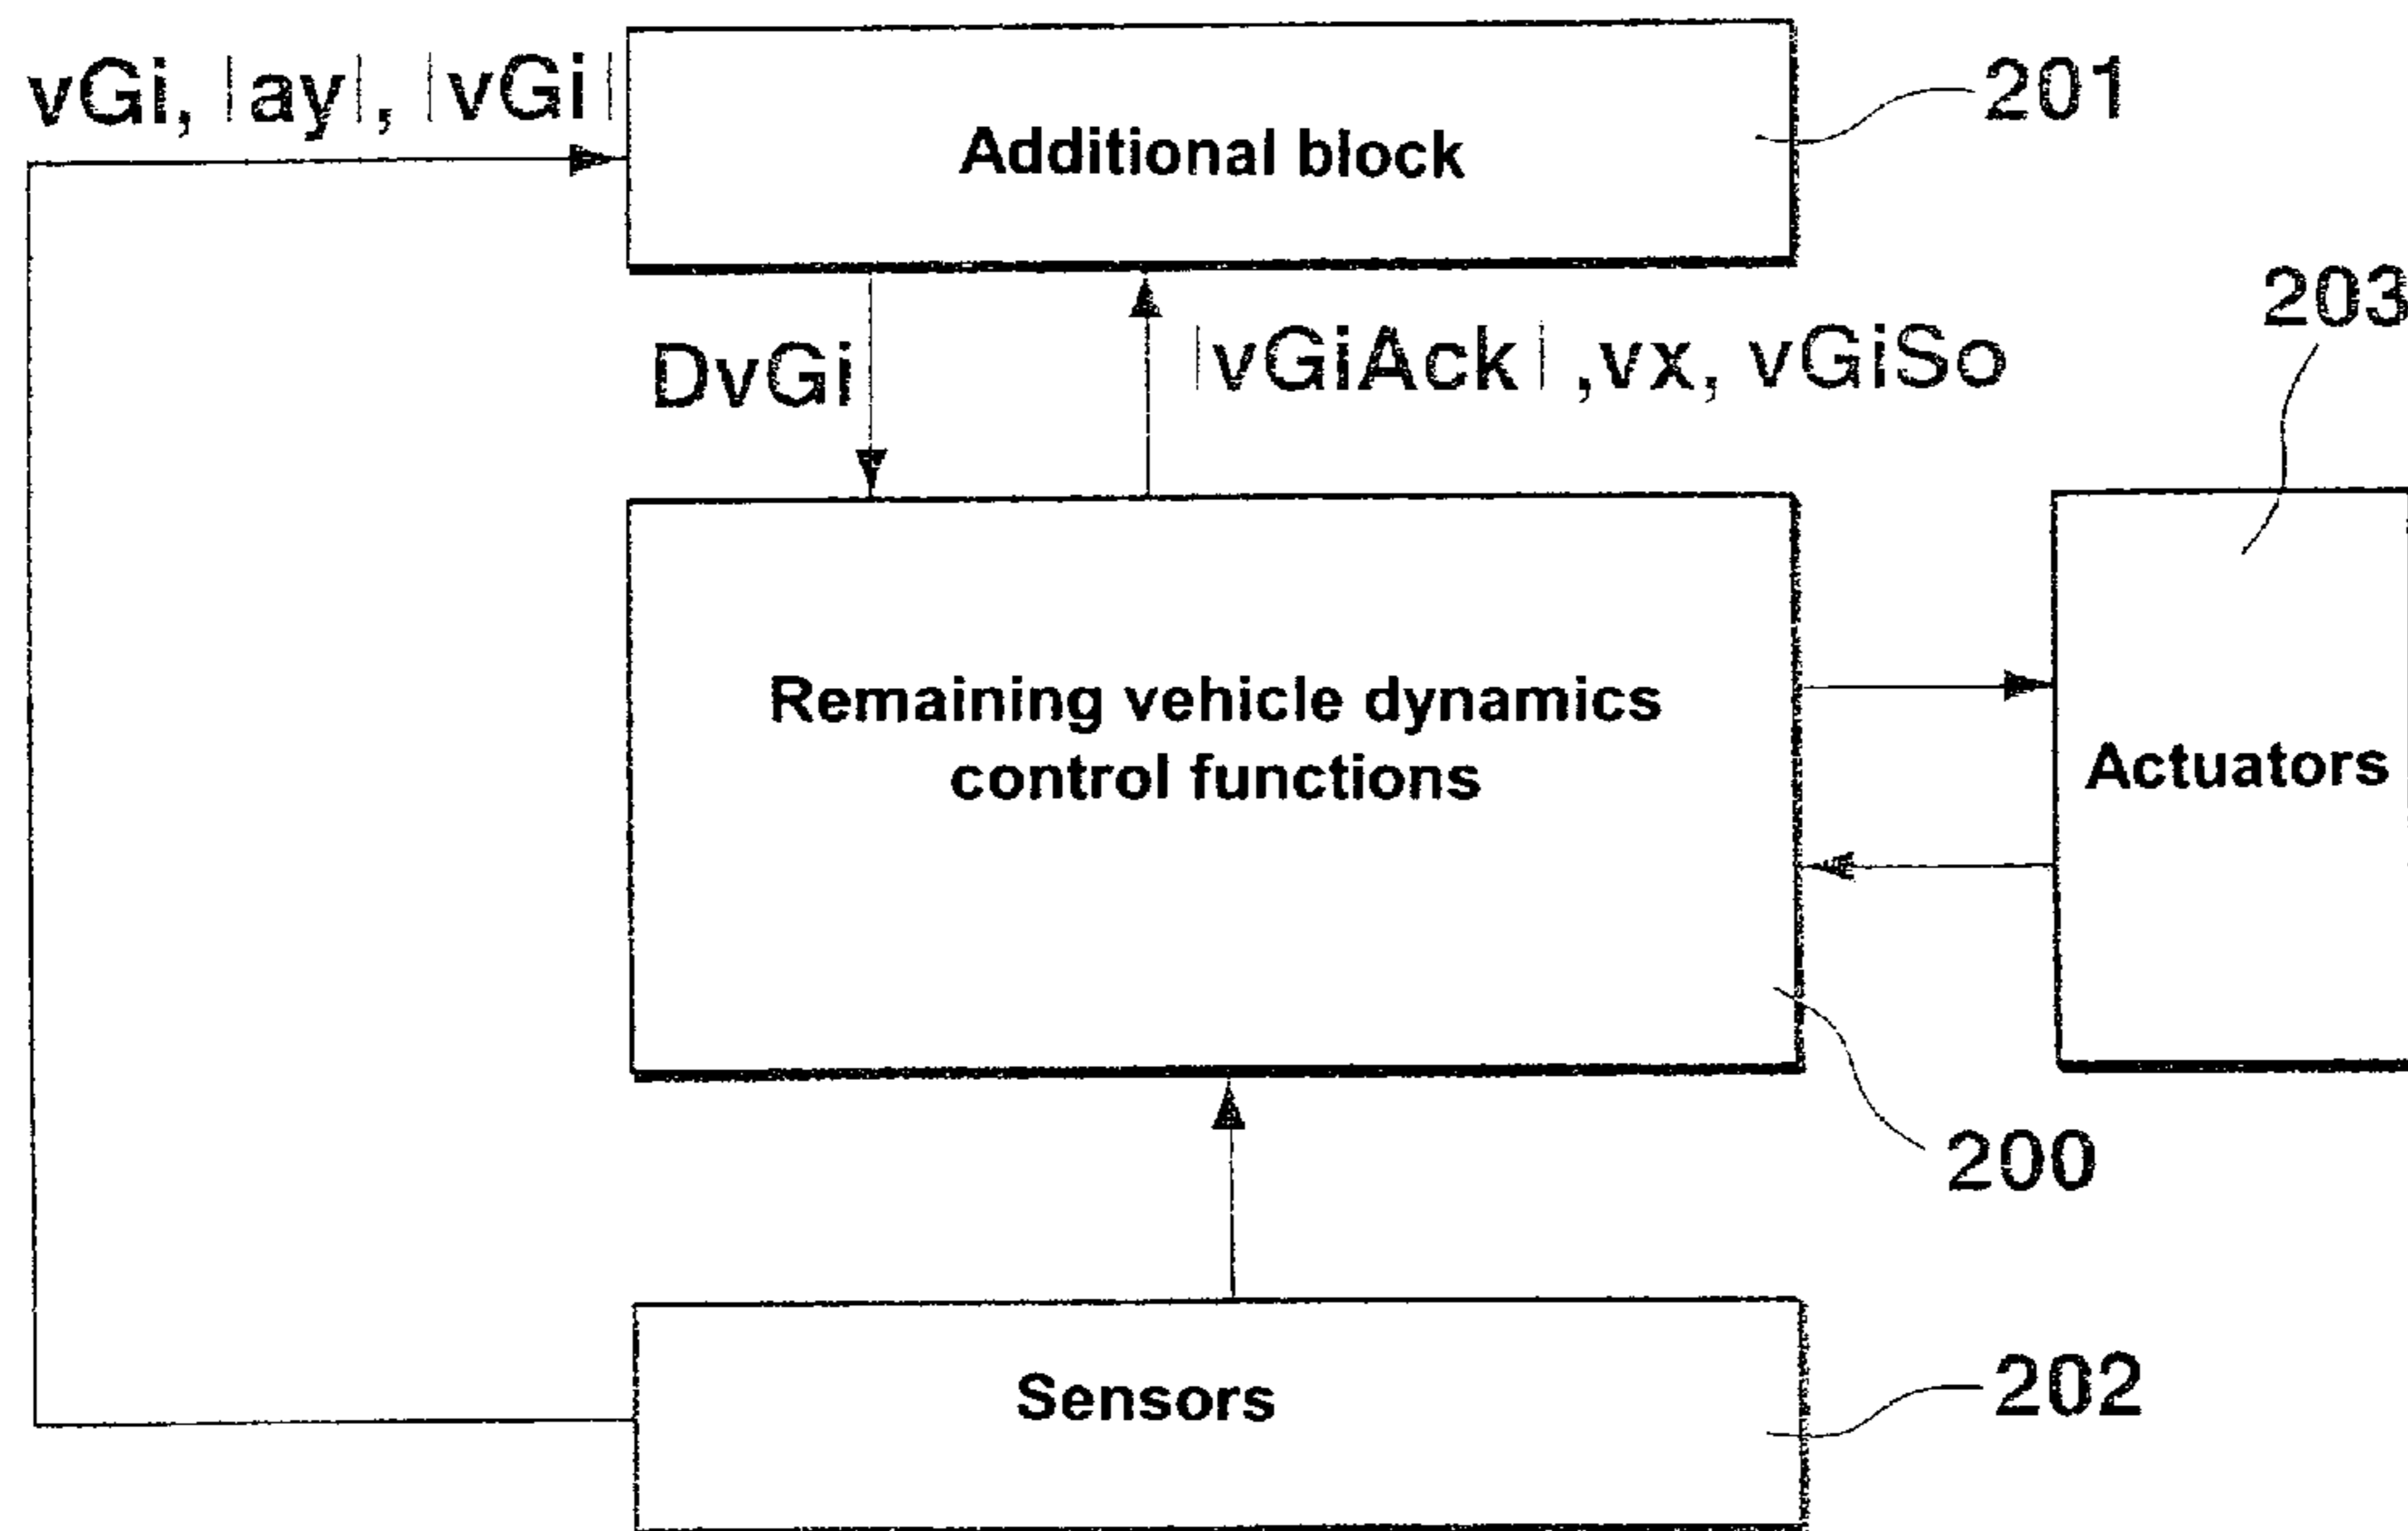 vGi, |ay|, |vGi|
Additional block
201
203
DvGi
|vGiAck| ,vx, vGiSo
Remaining vehicle dynamics
control functions
Actuators
200
Sensors
202